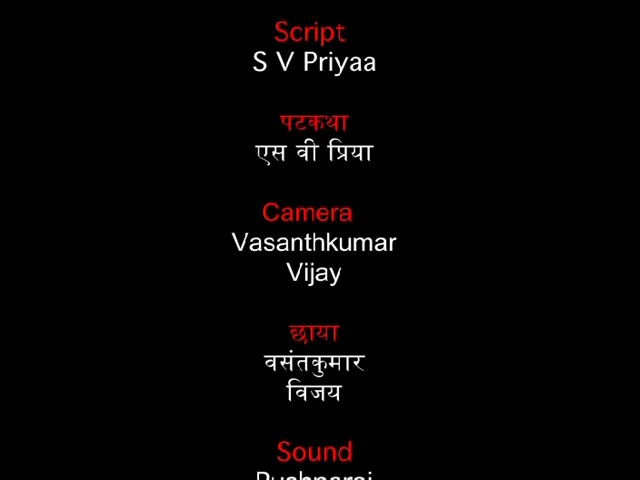 Script
S V Priyaa
पटकथा
एस वी प्रिया
Camera
Vasanthkumar
Vijay
छाया
वसंतकुमार
विजय
Sound